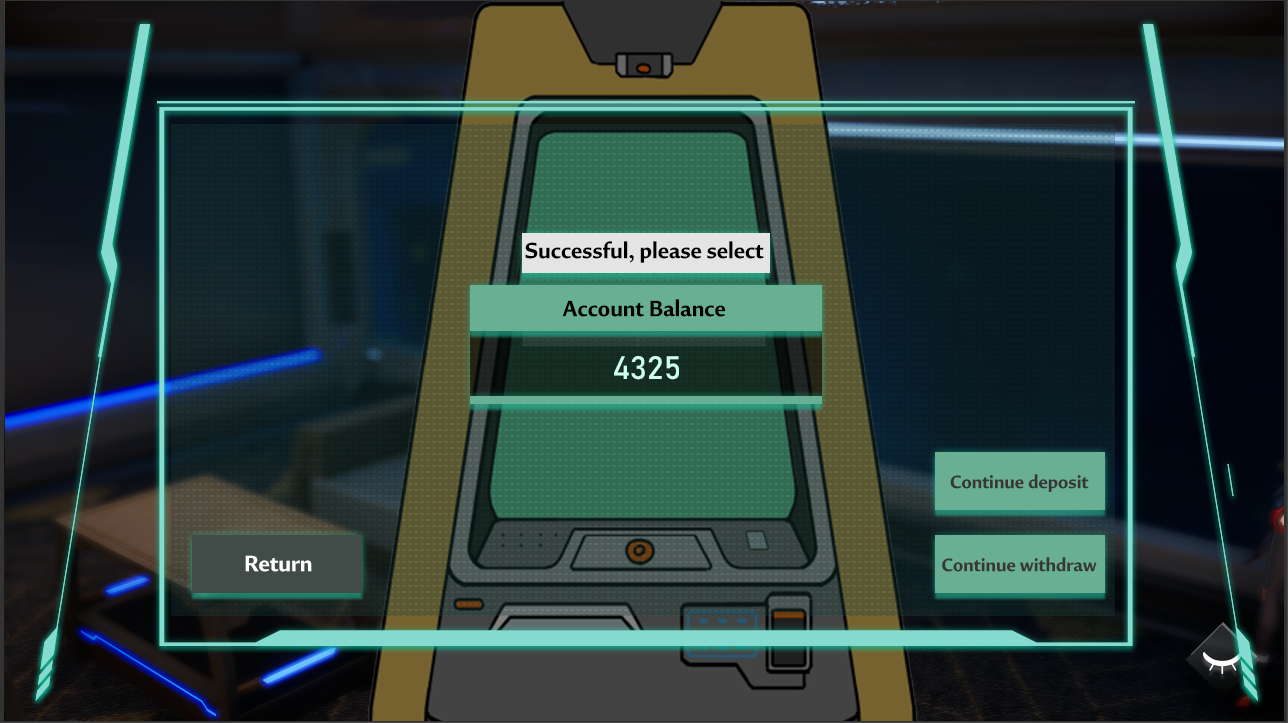 Successful, please select
Account Balance
4325
Continue deposit
Return
Continue withdraw